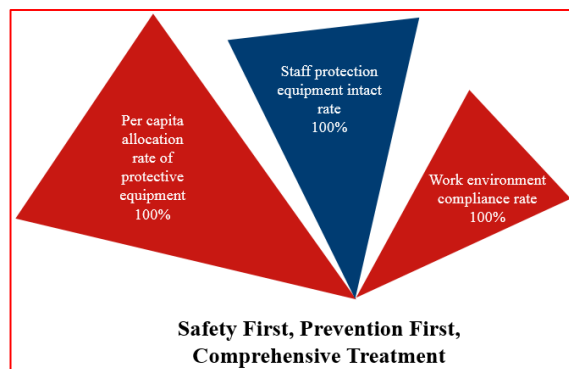 Per capita
allocation
rate of
protective
equipment
100%
Staff protection
equipment intact
rate
100%
Work environment
compliance rate
100%
Safety First, Prevention First,
Comprehensive Treatment